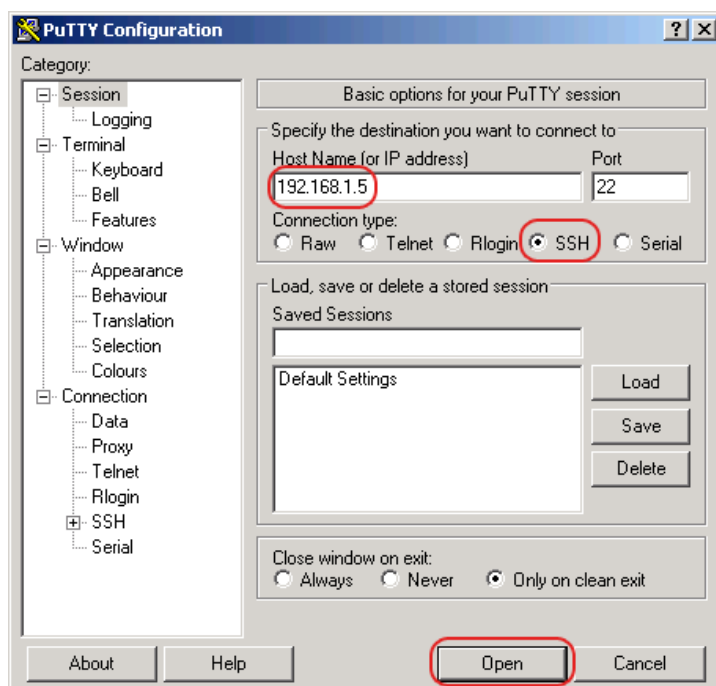 PuTTY Configuration
Category:
Session
Logging
Terminal
Keyboard
Bell
Features
Window
Appearance
Behaviour
Translation
Selection
Colours
Connection
Data
Proxy
Telnet
Rlogin
SSH
Serial
Basic options for your PuTTY session
Specify the destination you want to connect to
Host Name (or IP address) Port
192.168.1.5 22
Connection type:
Raw Telnet Rlogin SSH Serial
Load, save or delete a stored session
Saved Sessions
Default Settings
Load
Save
Delete
Close window on exit:
Always Never Only on clean exit
About Help Open Cancel